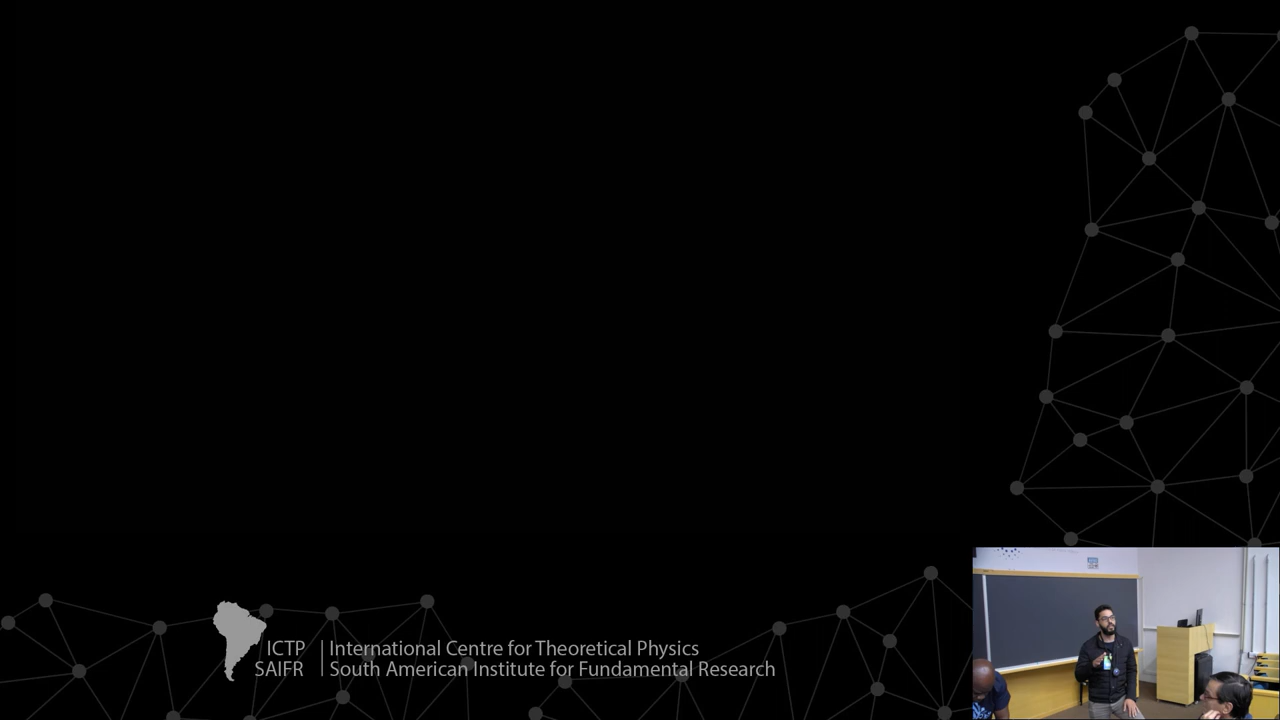 ICTP
SAIFR
International Centre for Theoretical Physics
South American Institute for Fundamental Research